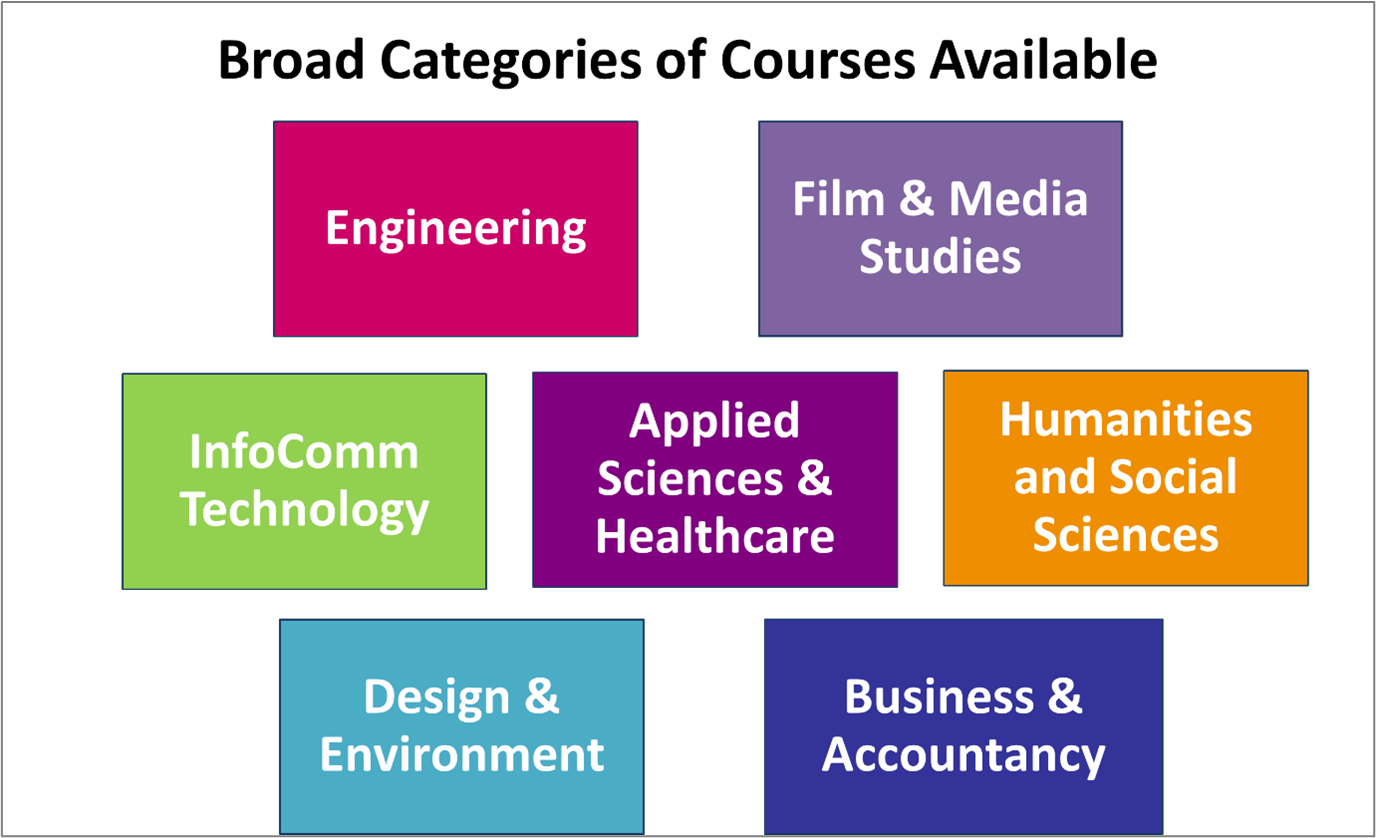 Broad Categories of Courses Available
Engineering
Film & Media
Studies
InfoComm
Technology
Applied
Sciences &
Healthcare
Humanities
and Social
Sciences
Design &
Environment
Business &
Accountancy